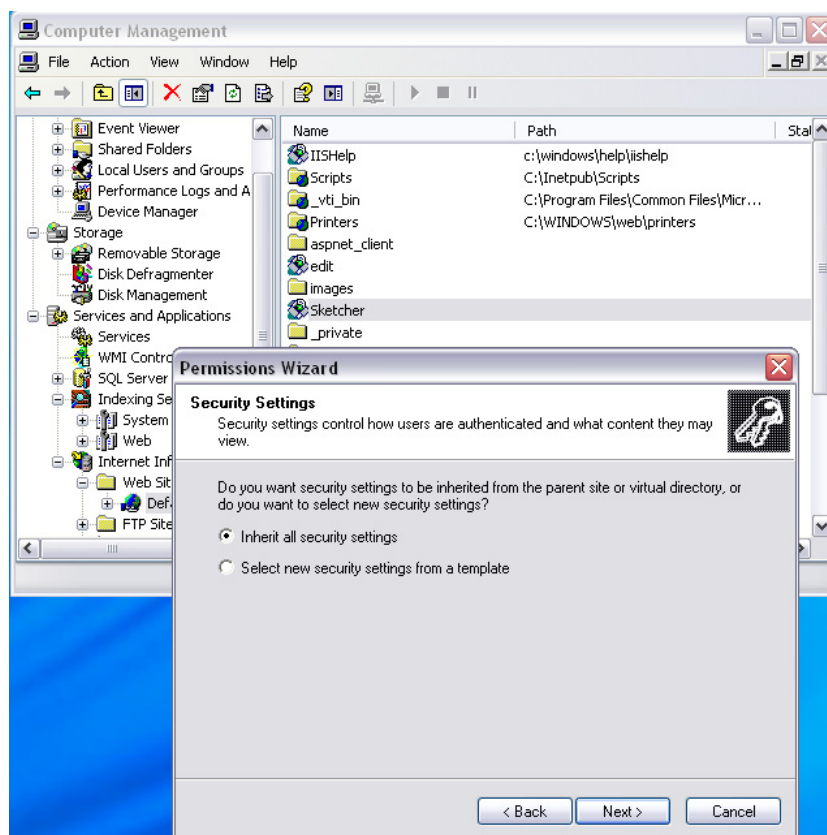 Computer Management
File Action View Window Help
Event Viewer
Shared Folders
Local Users and Groups
Performance Logs and A
Device Manager
Storage
Removable Storage
Disk Defragmenter
Disk Management
Services and Applications
Services
WMI Contro
SQL Server
Indexing Se
System
Web
Internet Inf
Web Sit
Def
FTP Site
Name Path Stat
IISHelp c:\windows\help\iishelp
Scripts C:\Inetpub\Scripts
_vti_bin C:\Program Files\Common Files\Micr...
Printers C:\WINDOWS\web\printers
aspnet_client
edit
images
Sketcher
_private
Permissions Wizard
Security Settings
Security settings control how users are authenticated and what content they may
view.
Do you want security settings to be inherited from the parent site or virtual directory, or
do you want to select new security settings?
Inherit all security settings
Select new security settings from a template
< Back Next > Cancel